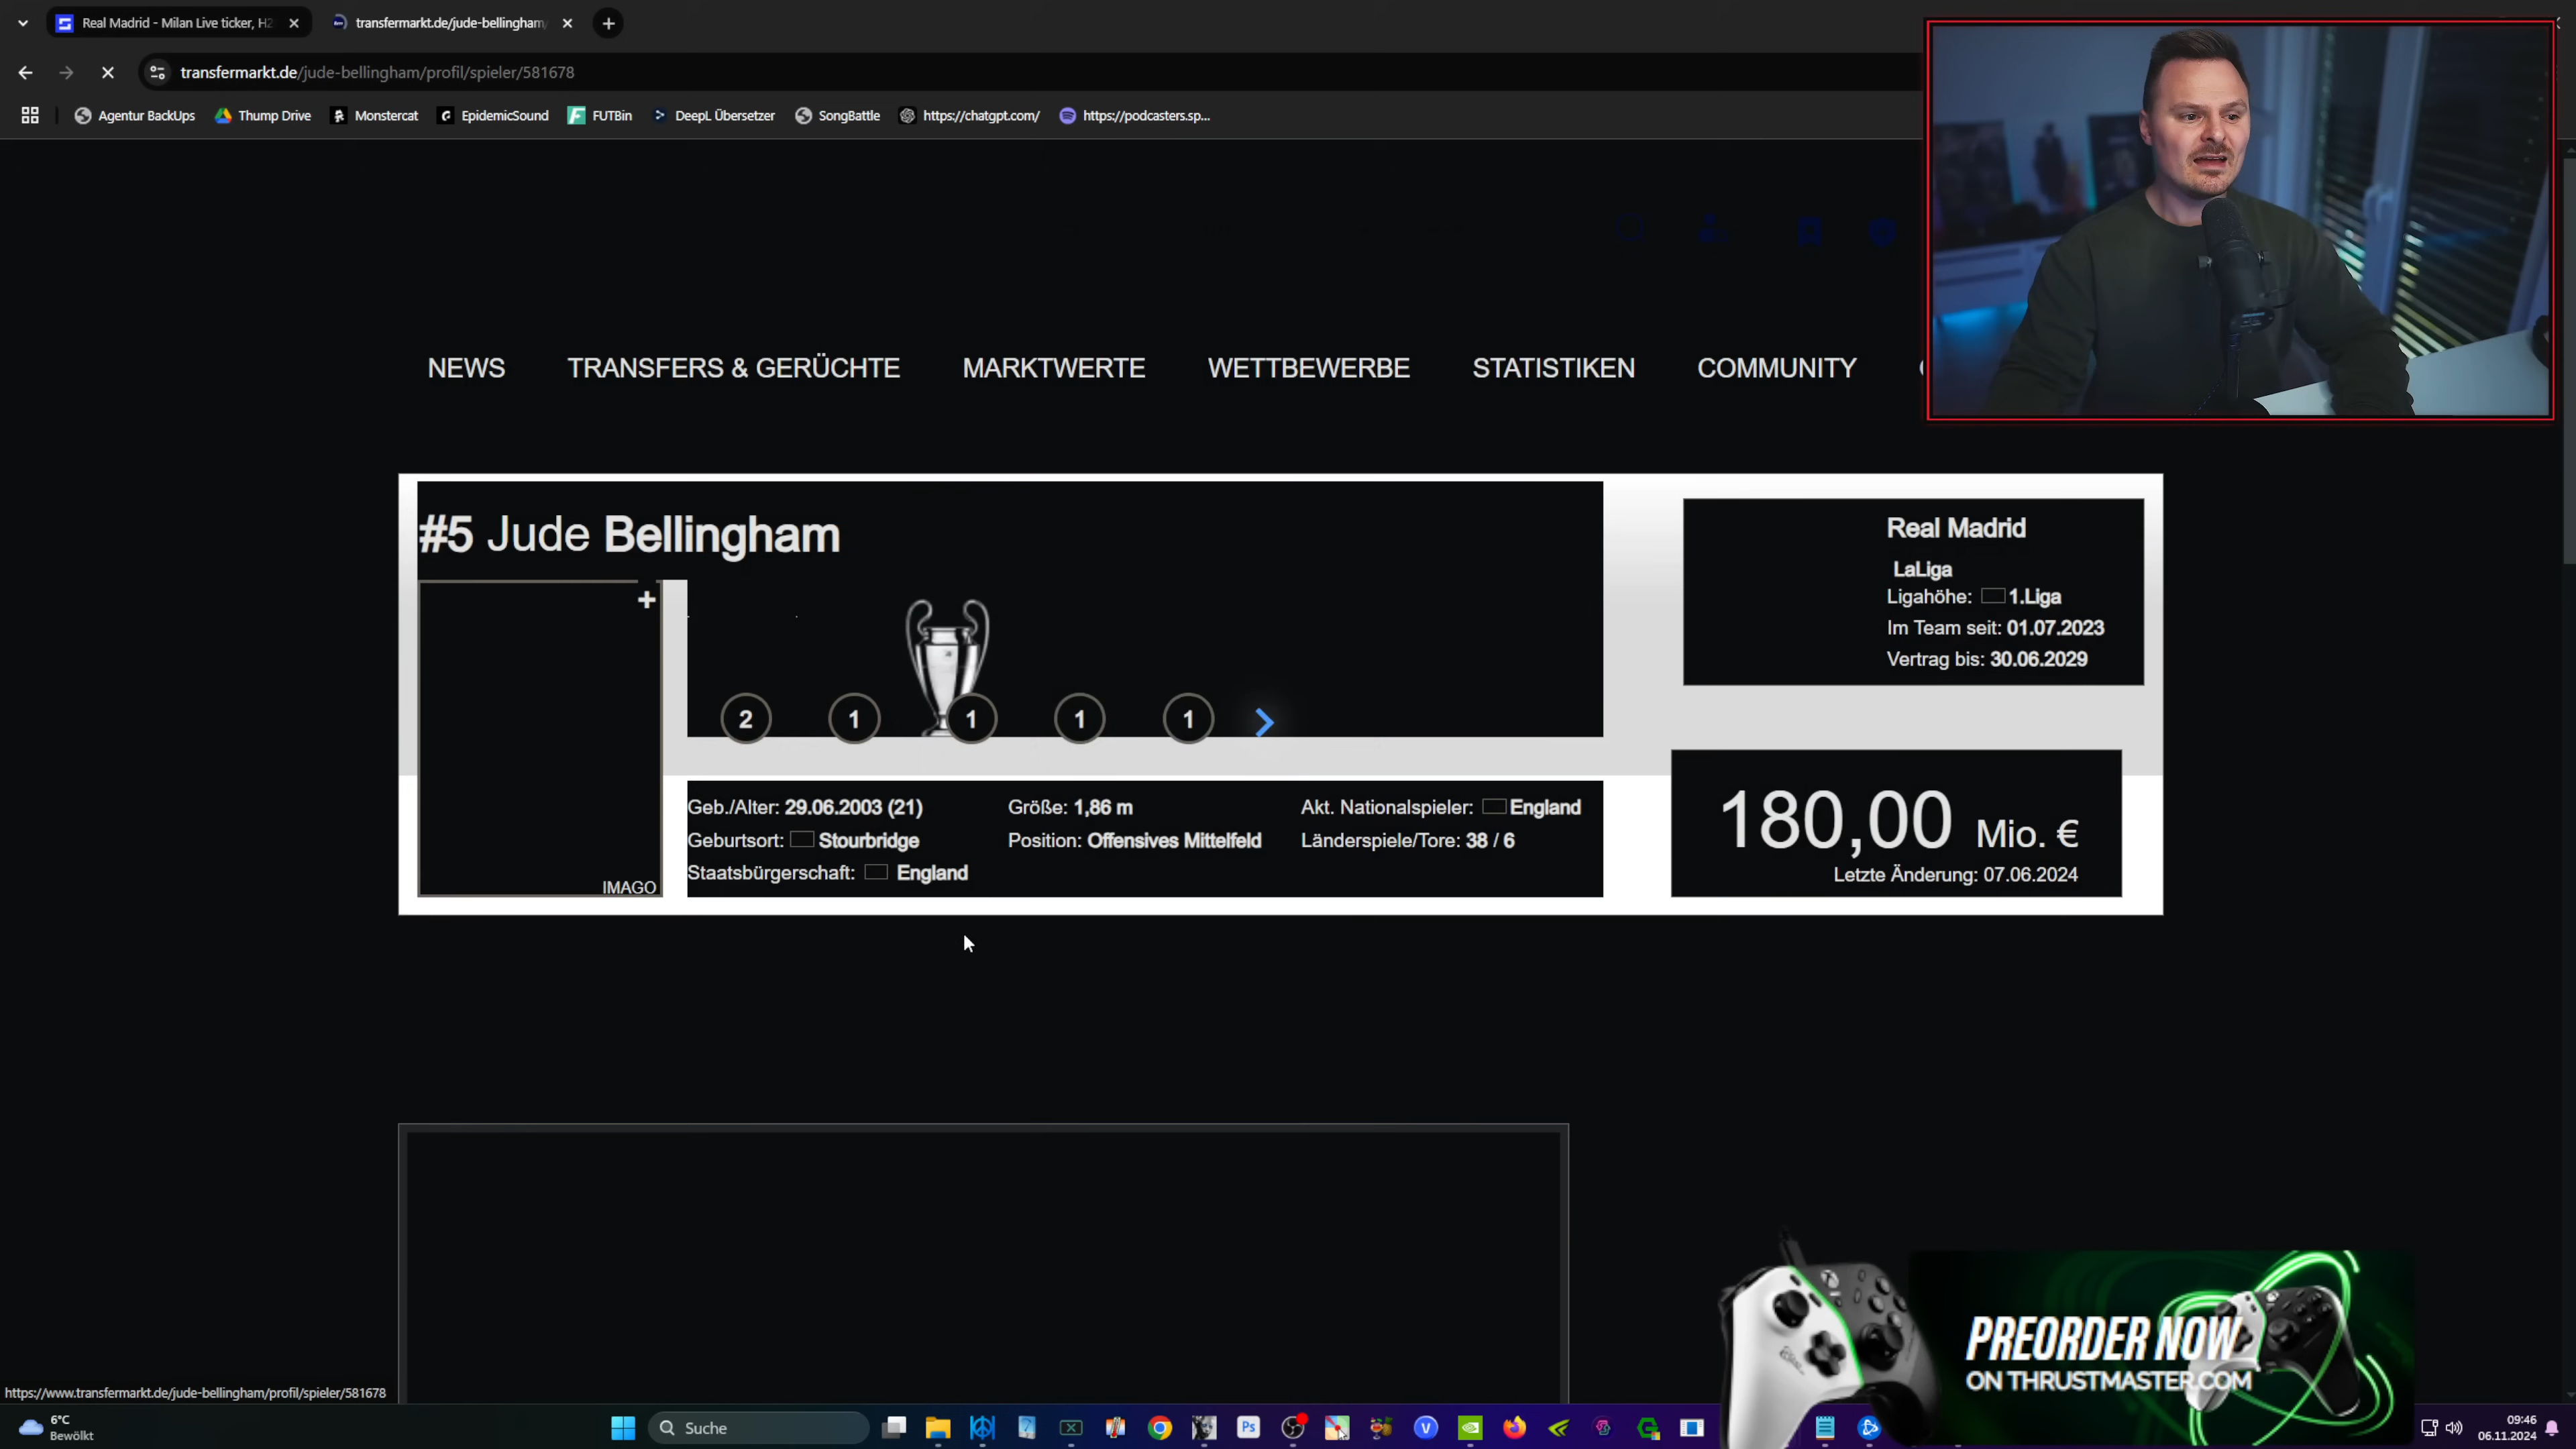 Real Madrid - Milan Live ticker, H2
transfermarkt.de/jude-bellingham/
transfermarkt.de/jude-bellingham/profil/spieler/581678
Agentur BackUps
Thump Drive
Monstercat
EpidemicSound
FUTBin
DeepL Übersetzer
SongBattle
https://chatgpt.com/
https://podcasters.sp...
NEWS
TRANSFERS & GERÜCHTE
MARKTWERTE
WETTBEWERBE
STATISTIKEN
COMMUNITY
#5 Jude Bellingham
Real Madrid
LaLiga
Ligahöhe: 1.Liga
Im Team seit: 01.07.2023
Vertrag bis: 30.06.2029
2
1
1
1
1
Geb./Alter: 29.06.2003 (21)
Größe: 1,86 m
Akt. Nationalspieler: England
Geburtsort: Stourbridge
Position: Offensives Mittelfeld
Länderspiele/Tore: 38 / 6
Staatsbürgerschaft: England
IMAGO
180,00 Mio. €
Letzte Änderung: 07.06.2024
PREORDER NOW
ON THRUSTMASTER.COM
https://www.transfermarkt.de/jude-bellingham/profil/spieler/581678
6°C
Bewölkt
Suche
Ps
V
09:46
06.11.2024